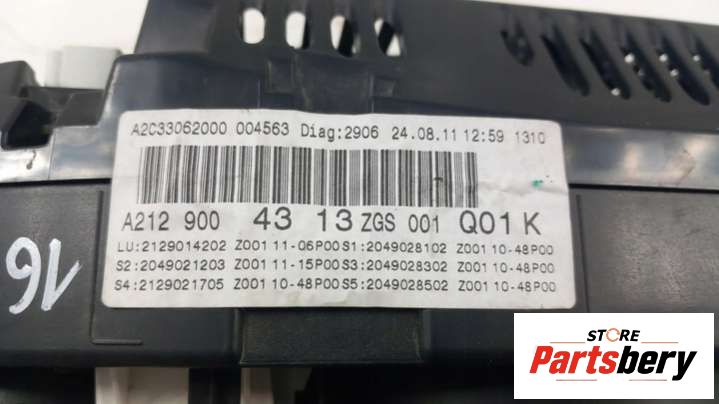 A2C33062000 004563 Diag:2906 24.08.11 12:59 1310
A212 900 43 13 ZGS 001 Q01 K
LU:2129014202 Z001 11-06P00 S1:2049028102 Z001 10-48P00
S2:2049021203 Z001 11-15P00 S3:2049028302 Z001 10-48P00
S4:2129021705 Z001 10-48P00 S5:2049028502 Z001 10-48P00
16
STORE
Partsbery